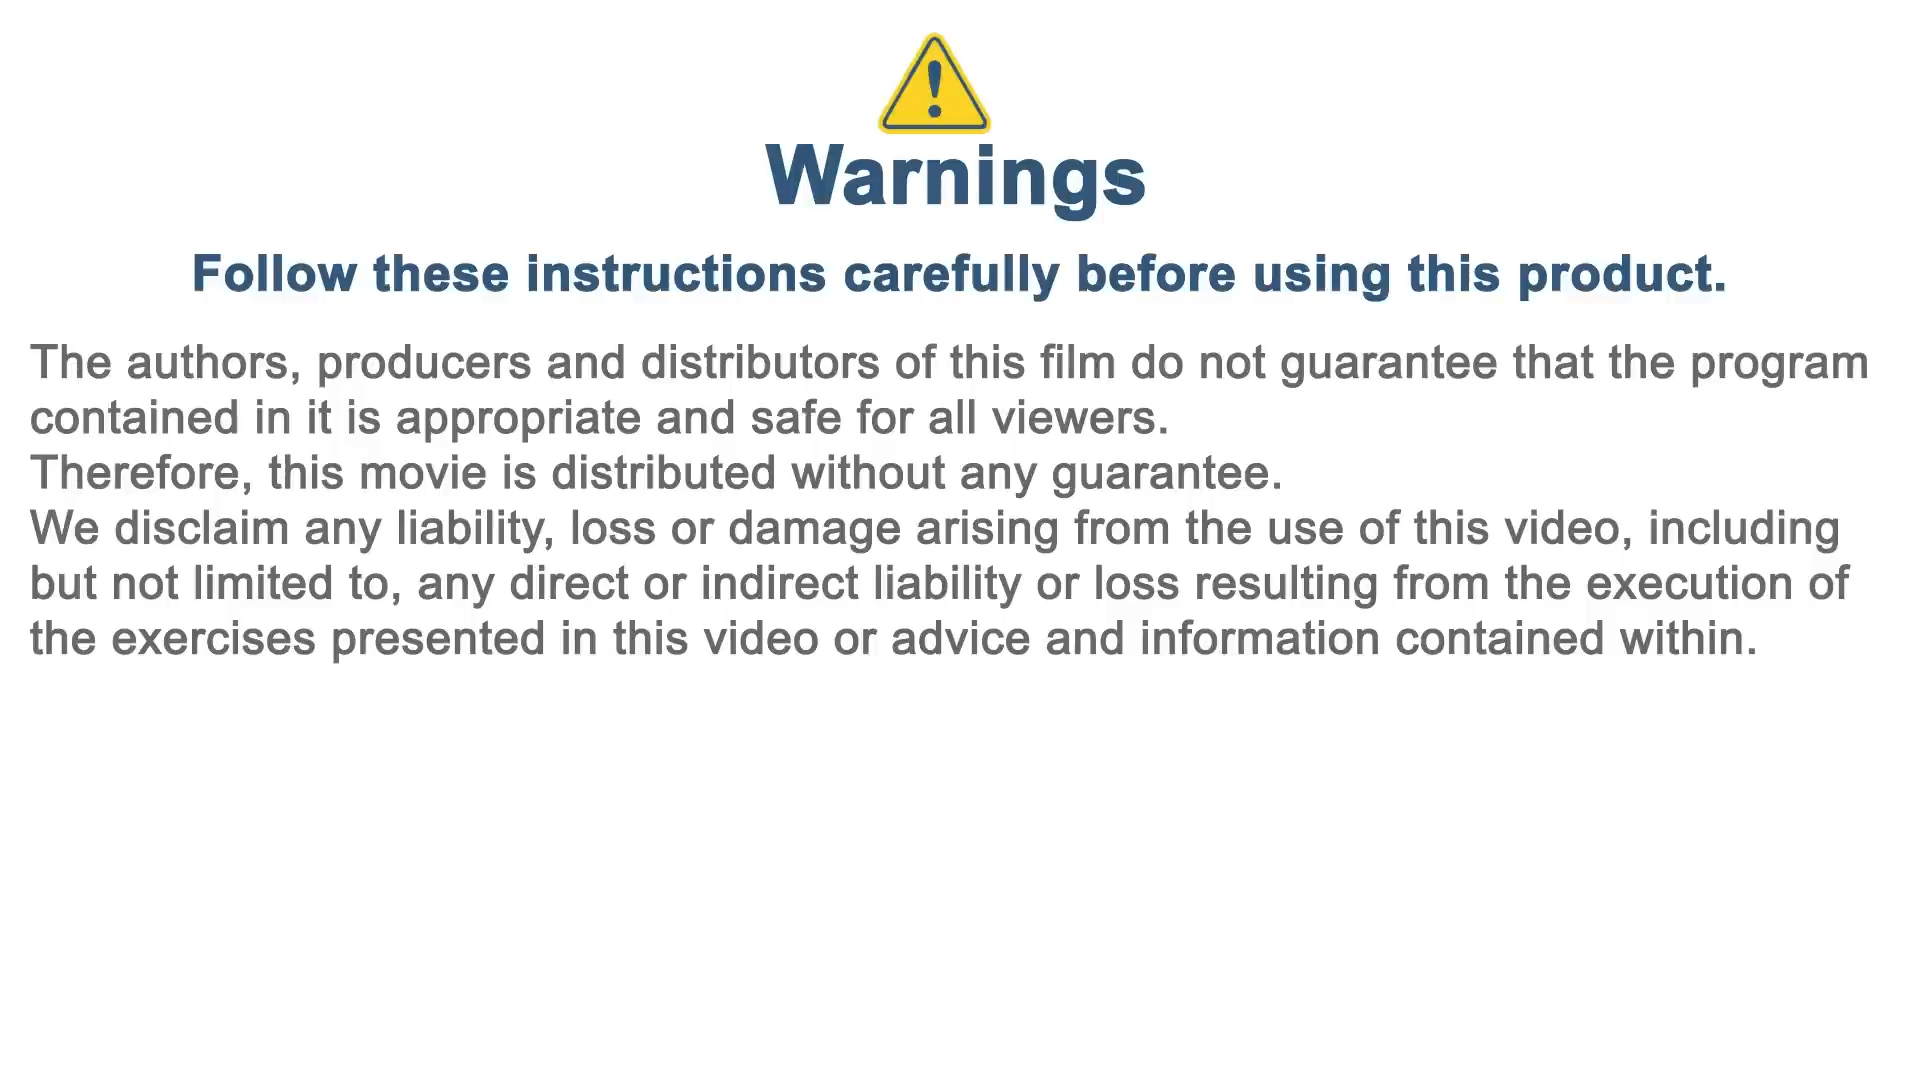 Warnings
Follow these instructions carefully before using this product.
The authors, producers and distributors of this film do not guarantee that the program
contained in it is appropriate and safe for all viewers.
Therefore, this movie is distributed without any guarantee.
We disclaim any liability, loss or damage arising from the use of this video, including
but not limited to, any direct or indirect liability or loss resulting from the execution of
the exercises presented in this video or advice and information contained within.